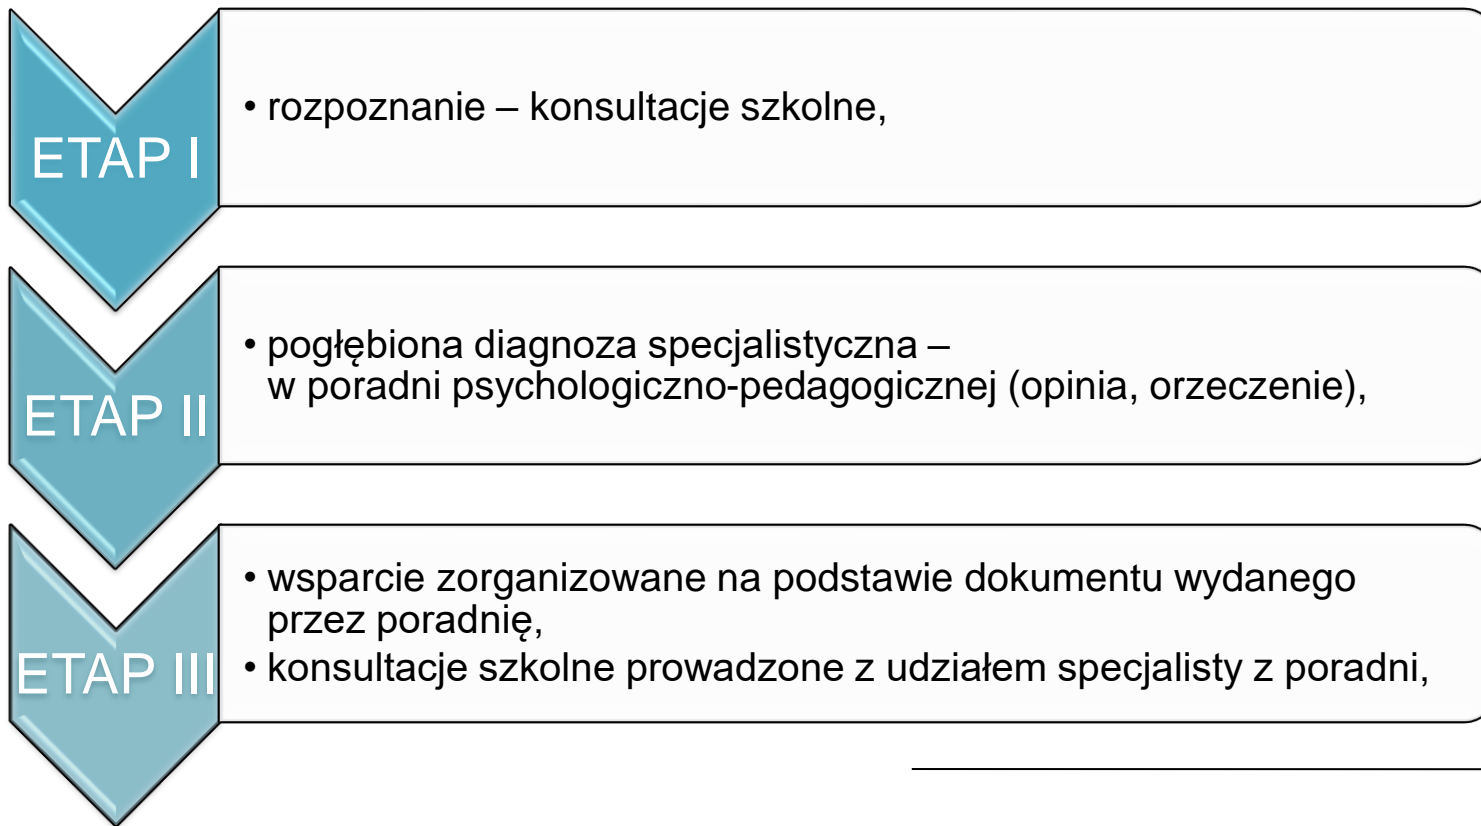 ETAP I
• rozpoznanie – konsultacje szkolne,
ETAP II
• pogłębiona diagnoza specjalistyczna –
w poradni psychologiczno-pedagogicznej (opinia, orzeczenie),
ETAP III
• wsparcie zorganizowane na podstawie dokumentu wydanego
przez poradnię,
• konsultacje szkolne prowadzone z udziałem specjalisty z poradni,